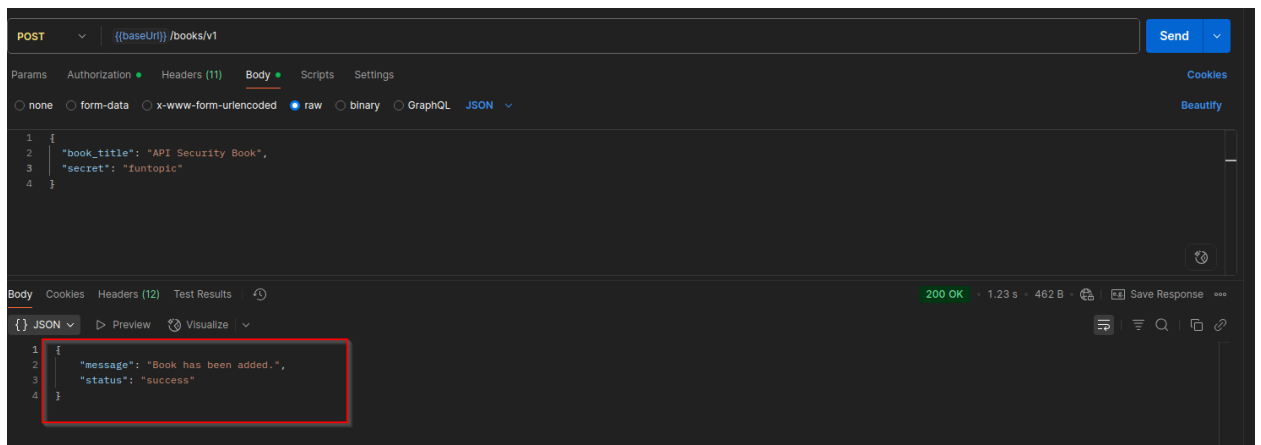 POST {{baseUrl}} /books/v1 Send
Params Authorization Headers (11) Body Scripts Settings Cookies
none form-data x-www-form-urlencoded raw binary GraphQL JSON Beautify
1 {
2 "book_title": "API Security Book",
3 "secret": "funtopic"
4 }
Body Cookies Headers (12) Test Results 200 OK 1.23 s 462 B e.g. Save Response
{} JSON Preview Visualize
1 {
2 "message": "Book has been added.",
3 "status": "success"
4 }